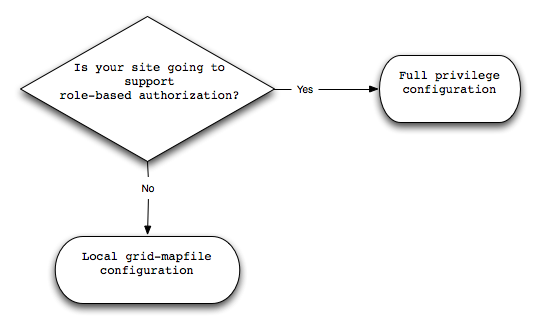 Is your site going to
support
role-based authorization?
Yes
Full privilege
configuration
No
Local grid-mapfile
configuration